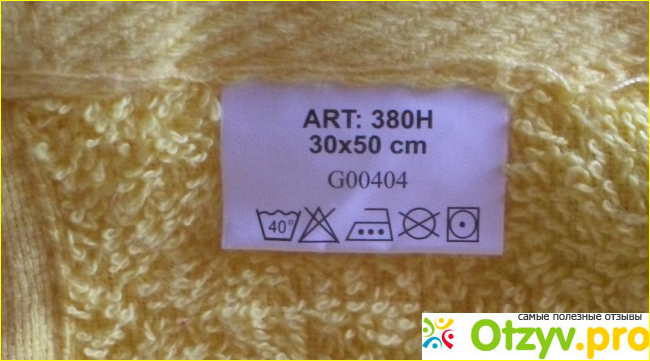 ART: 380H
30x50 cm
G00404
40°
самые полезные отзывы
Otzyv.pro